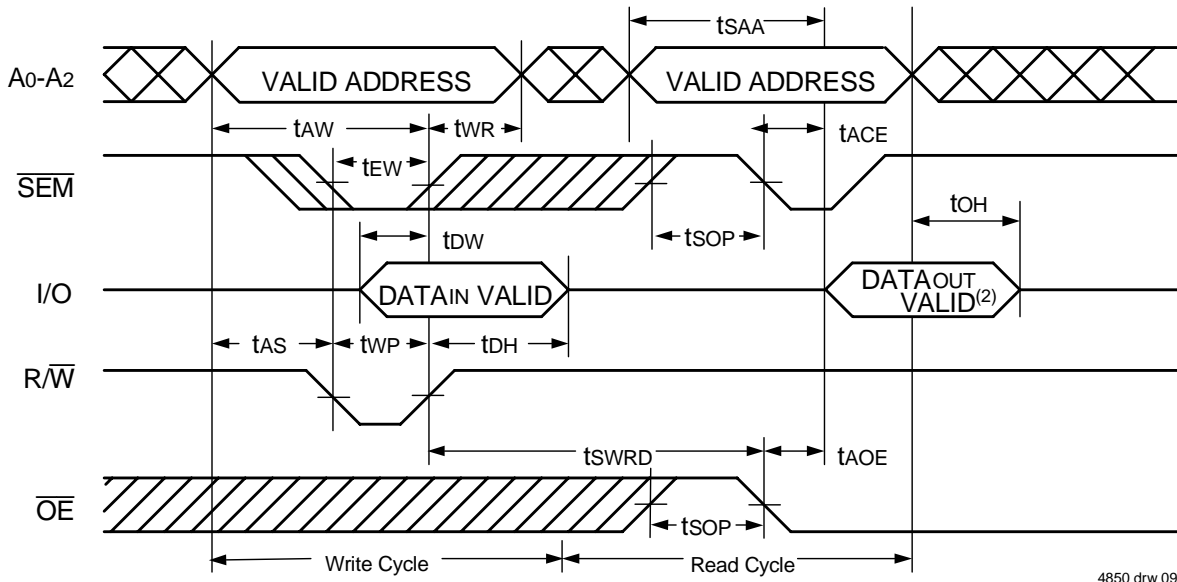 tSAA
A0-A2
VALID ADDRESS
VALID ADDRESS
tAW
tWR
tACE
tEW
SEM
tSOP
tOH
tDW
I/O
DATAIN VALID
DATAOUT
VALID(2)
tAS
tWP
tDH
R/W
tSWRD
tAOE
OE
tSOP
Write Cycle
Read Cycle
4850 drw 09